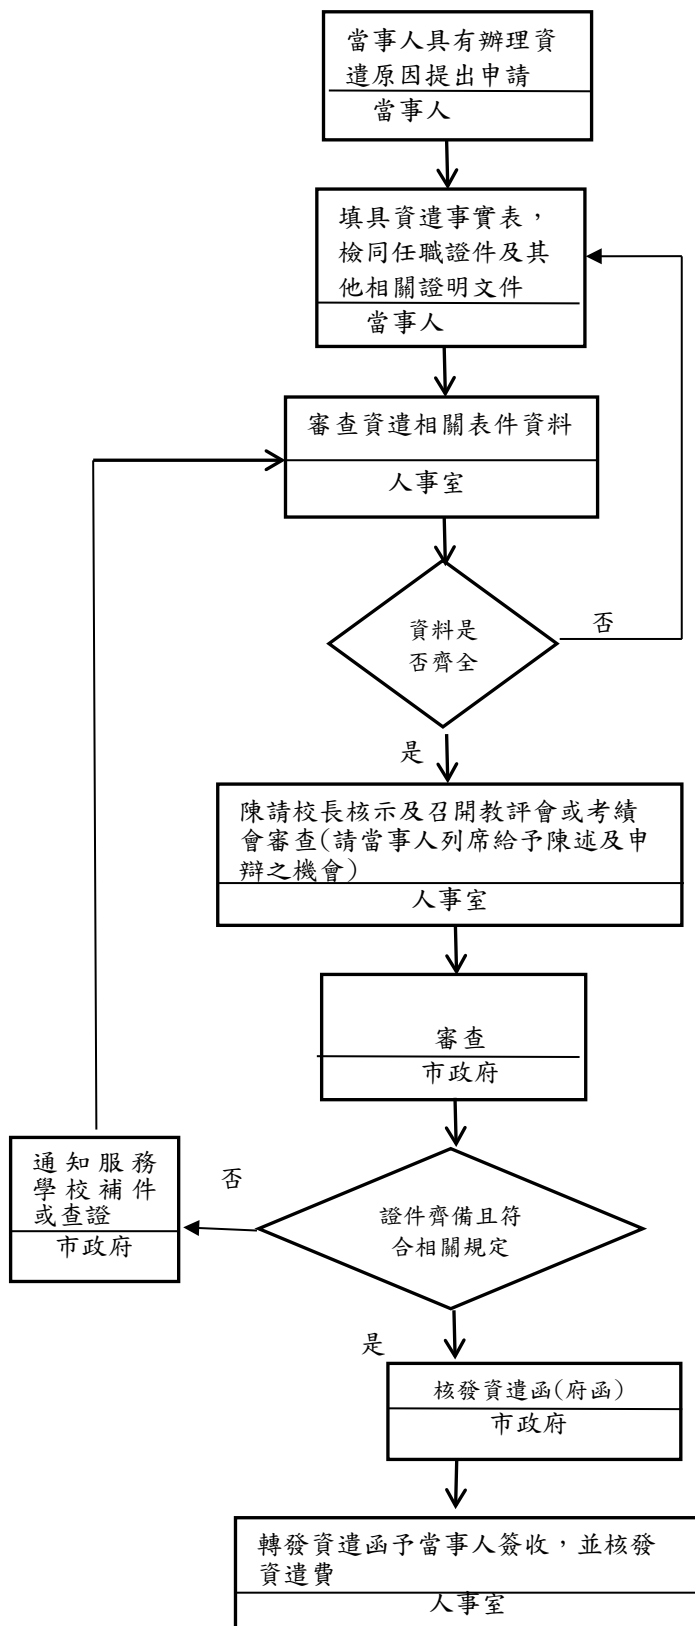 當事人具有辦理資
遣原因提出申請
當事人
填具資遣事實表，
檢同任職證件及其
他相關證明文件
當事人
審查資遣相關表件資料
人事室
資料是
否齊全
否
是
陳請校長核示及召開教評會或考績
會審查(請當事人列席給予陳述及申
辯之機會)
人事室
審查
市政府
通知服務
學校補件
或查證
市政府
否
證件齊備且符
合相關規定
是
核發資遣函(府函)
市政府
轉發資遣函予當事人簽收，並核發
資遣費
人事室